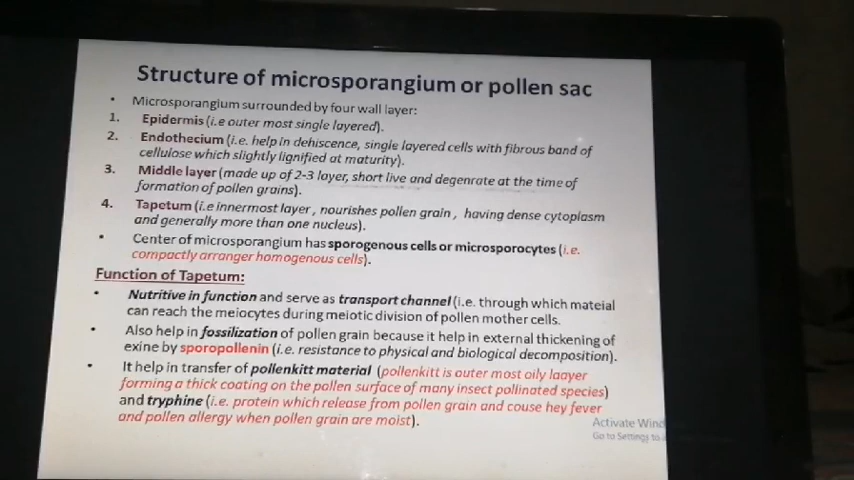 Structure of microsporangium or pollen sac
• Microsporangium surrounded by four wall layer:
1. Epidermis (i.e outer most single layered).
2. Endothecium (i.e. help in dehiscence, single layered cells with fibrous band of
cellulose which slightly lignified at maturity).
3. Middle layer (made up of 2-3 layer, short live and degenrate at the time of
formation of pollen grains).
4. Tapetum (i.e innermost layer , nourishes pollen grain , having dense cytoplasm
and generally more than one nucleus).
• Center of microsporangium has sporogenous cells or microsporocytes (i.e.
compactly arranger homogenous cells).
Function of Tapetum:
• Nutritive in function and serve as transport channel (i.e. through which mateial
can reach the meiocytes during meiotic division of pollen mother cells.
• Also help in fossilization of pollen grain because it help in external thickening of
exine by sporopollenin (i.e. resistance to physical and biological decomposition).
• It help in transfer of pollenkitt material (pollenkitt is outer most oily laayer
forming a thick coating on the pollen surface of many insect pollinated species)
and tryphine (i.e. protein which release from pollen grain and couse hey fever
and pollen allergy when pollen grain are moist).
Activate Wind
Go to Settings to a